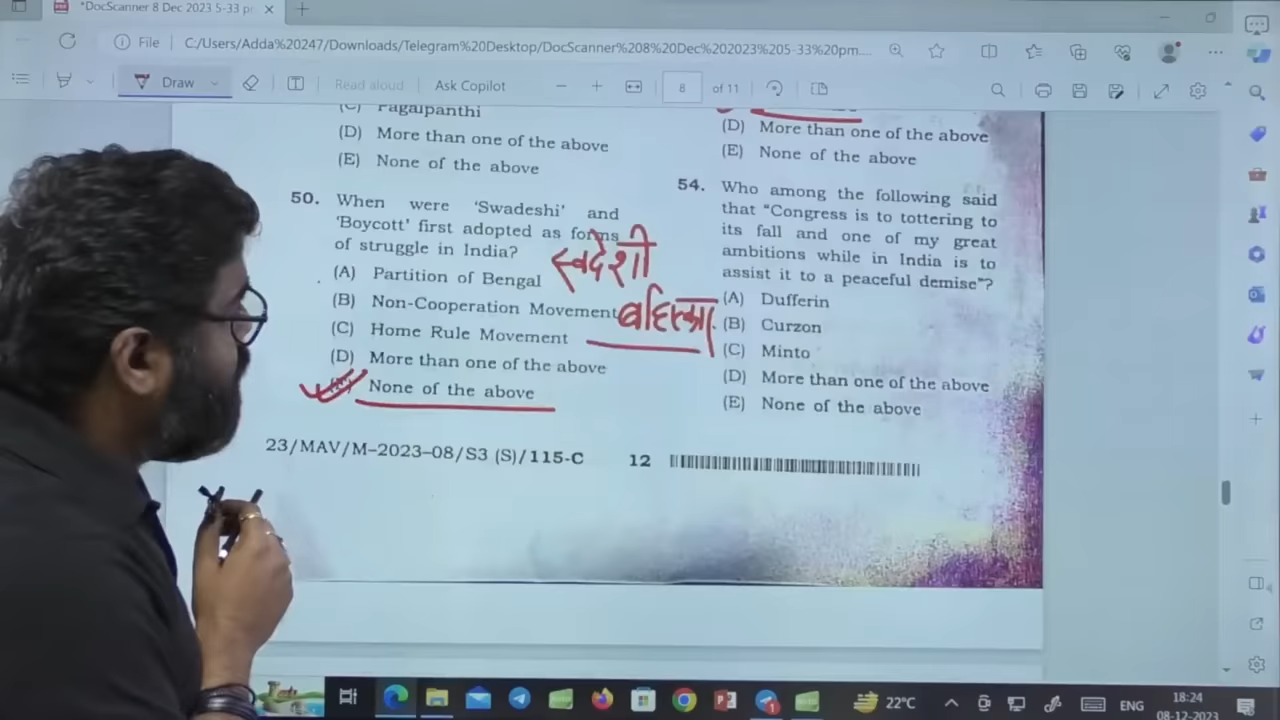 *DocScanner 8 Dec 2023 5-33 p
File
C:/Users/Adda%20247/Downloads/Telegram%20Desktop/DocScanner%208%20Dec%202023%205-33%20pm...
Draw
Read aloud
Ask Copilot
8
of 11
(C) Pagalpanthi
(D) More than one of the above
(E) None of the above
50. When were 'Swadeshi' and
'Boycott' first adopted as forms
of struggle in India?
स्वदेशी
(A) Partition of Bengal
(B) Non-Cooperation Movement
(C) Home Rule Movement
(D) More than one of the above
None of the above
23/MAV/M-2023-08/S3 (S)/115-C
12
(D) More than one of the above
(E) None of the above
54. Who among the following said
that "Congress is to tottering to
its fall and one of my great
ambitions while in India is to
assist it to a peaceful demise"?
(A) Dufferin
(B) Curzon
(C) Minto
(D) More than one of the above
(E) None of the above
22°C
ENG
18:24
08-12-2023